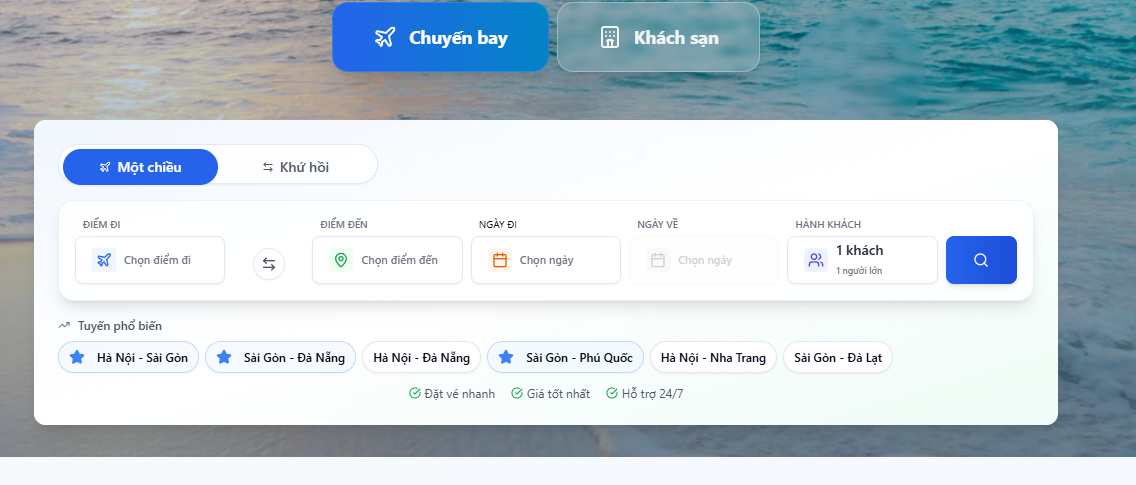 Chuyến bay
Khách sạn
Một chiều
Khứ hồi
ĐIỂM ĐI
ĐIỂM ĐẾN
NGÀY ĐI
NGÀY VỀ
HÀNH KHÁCH
Chọn điểm đi
Chọn điểm đến
Chọn ngày
Chọn ngày
1 khách
1 người lớn
Tuyến phổ biến
Hà Nội - Sài Gòn
Sài Gòn - Đà Nẵng
Hà Nội - Đà Nẵng
Sài Gòn - Phú Quốc
Hà Nội - Nha Trang
Sài Gòn - Đà Lạt
Đặt vé nhanh
Giá tốt nhất
Hỗ trợ 24/7